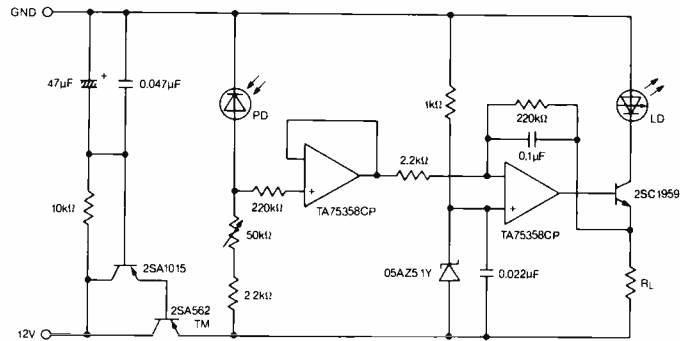 GND
47µF
+
0.047µF
PD
1kΩ
220kΩ
0.1µF
LD
2.2kΩ
+
220kΩ
TA75358CP
+
TA75358CP
2SC1959
10kΩ
50kΩ
2SA1015
2.2kΩ
05AZ5.1Y
0.022µF
RL
2SA562
TM
12V